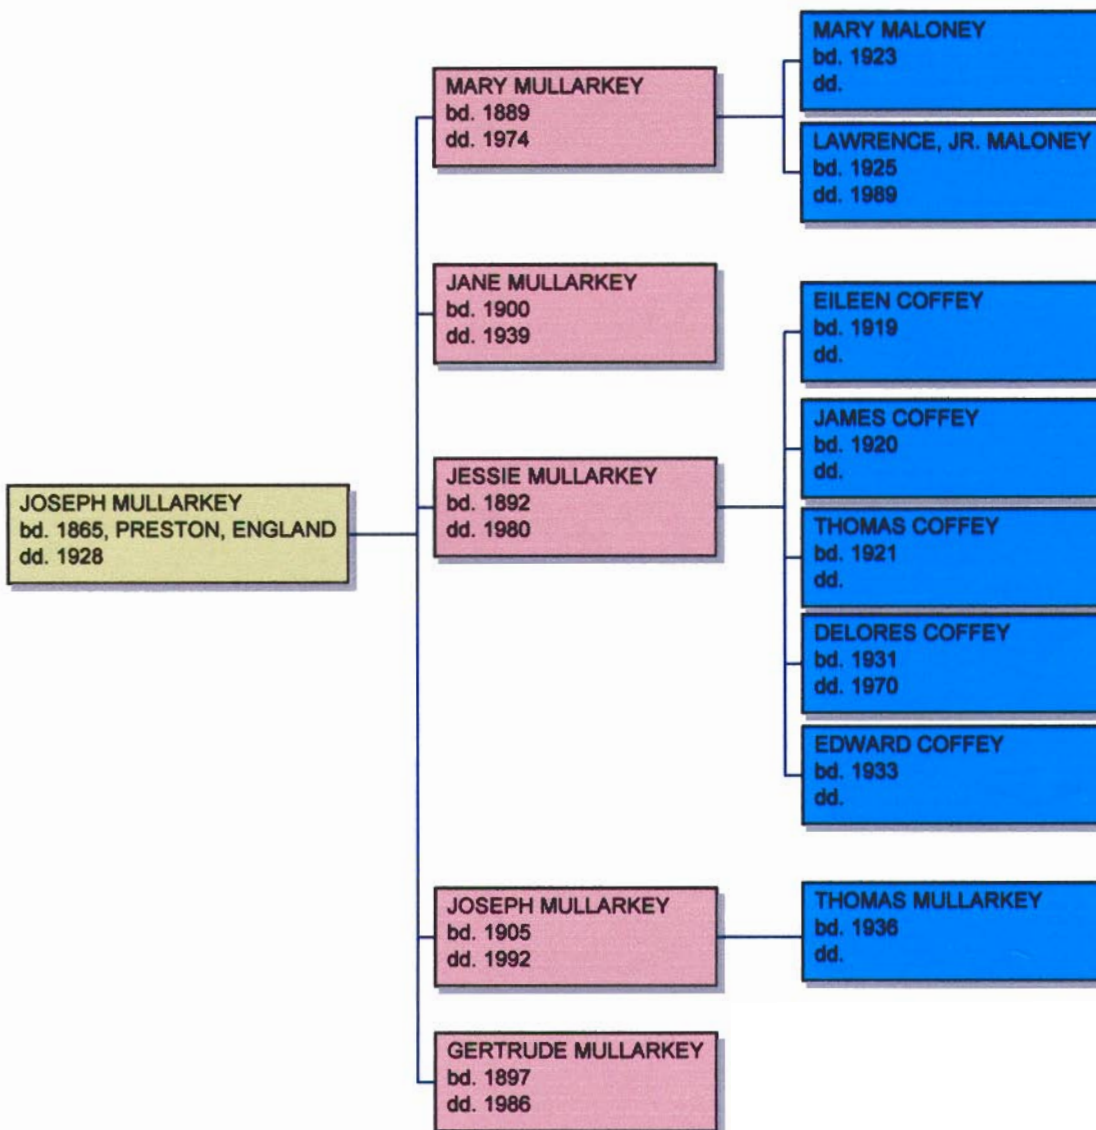 JOSEPH MULLARKEY
bd. 1865, PRESTON, ENGLAND
dd. 1928
MARY MULLARKEY
bd. 1889
dd. 1974
MARY MALONEY
bd. 1923
dd.
LAWRENCE, JR. MALONEY
bd. 1925
dd. 1989
JANE MULLARKEY
bd. 1900
dd. 1939
JESSIE MULLARKEY
bd. 1892
dd. 1980
EILEEN COFFEY
bd. 1919
dd.
JAMES COFFEY
bd. 1920
dd.
THOMAS COFFEY
bd. 1921
dd.
DELORES COFFEY
bd. 1931
dd. 1970
EDWARD COFFEY
bd. 1933
dd.
JOSEPH MULLARKEY
bd. 1905
dd. 1992
THOMAS MULLARKEY
bd. 1936
dd.
GERTRUDE MULLARKEY
bd. 1897
dd. 1986